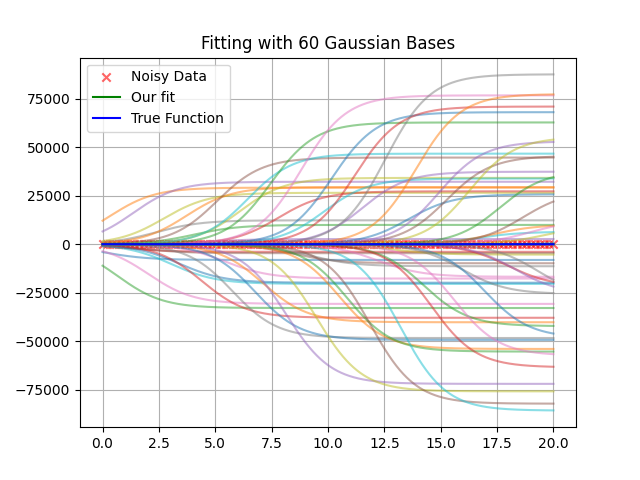 Fitting with 60 Gaussian Bases
Noisy Data
Our fit
True Function
75000
50000
25000
0
−25000
−50000
−75000
0.0 2.5 5.0 7.5 10.0 12.5 15.0 17.5 20.0